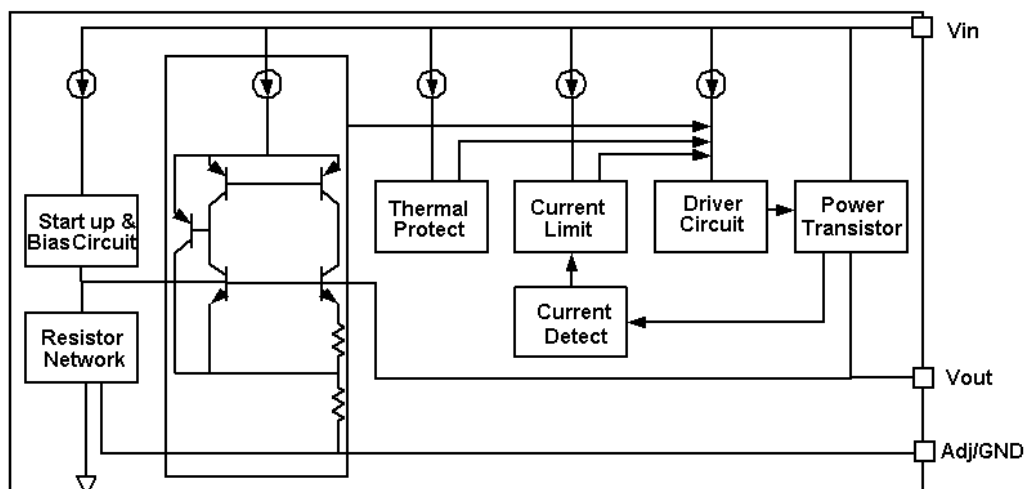 Vin
Start up &
Bias Circuit
Thermal
Protect
Current
Limit
Driver
Circuit
Power
Transistor
Current
Detect
Resistor
Network
Vout
Adj/GND